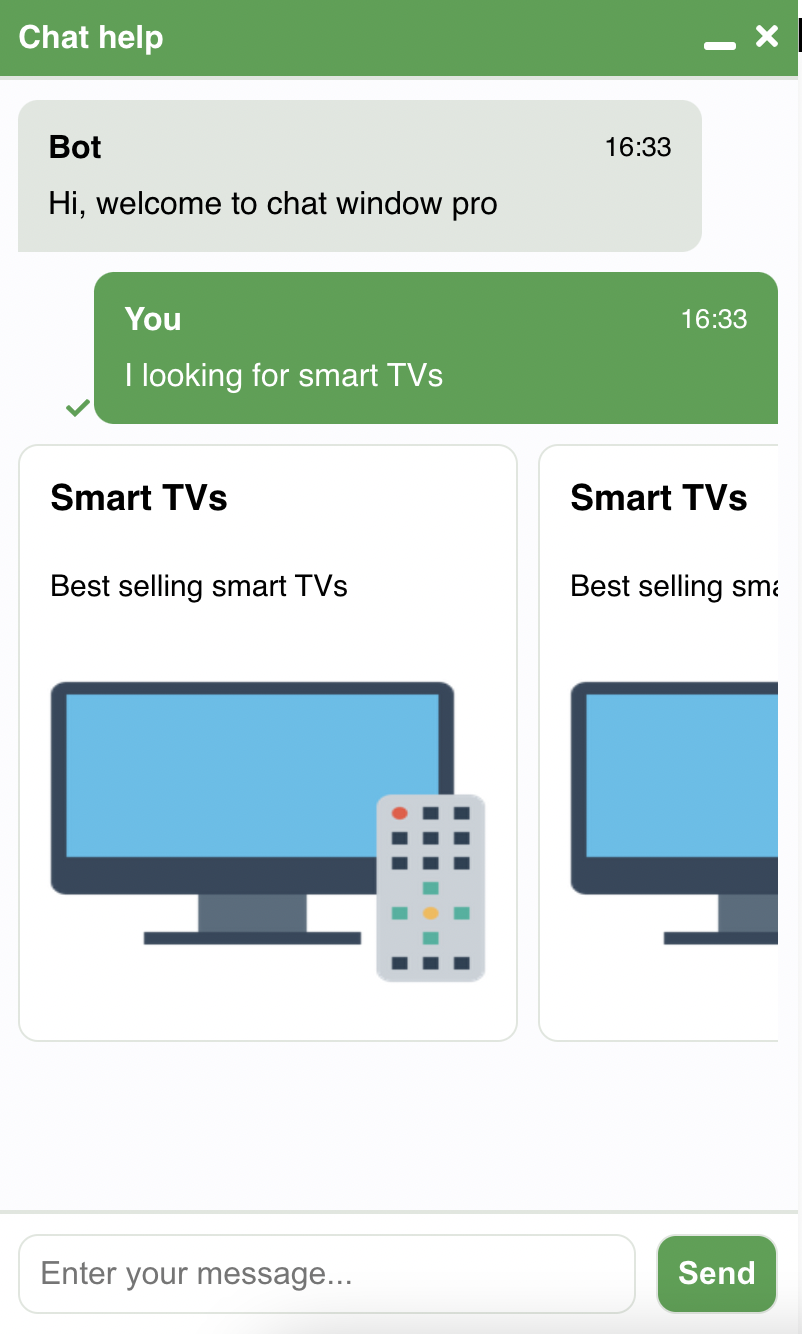 Chat help
Bot 16:33
Hi, welcome to chat window pro
You 16:33
I looking for smart TVs
Smart TVs Smart TVs
Best selling smart TVs Best selling sma
Enter your message... Send